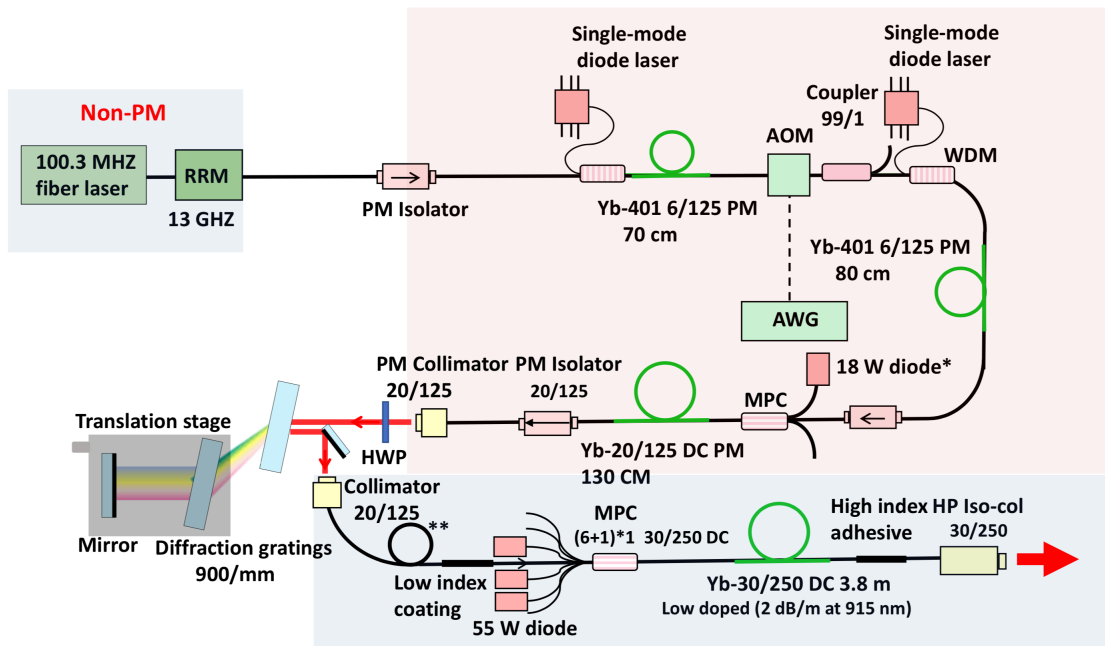 Single-mode
diode laser
Single-mode
diode laser
Non-PM
Coupler
99/1
AOM
WDM
100.3 MHZ
fiber laser
RRM
13 GHZ
PM Isolator
Yb-401 6/125 PM
70 cm
Yb-401 6/125 PM
80 cm
AWG
18 W diode*
PM Collimator
20/125
PM Isolator
20/125
MPC
Translation stage
HWP
Yb-20/125 DC PM
130 CM
Collimator
20/125
**
Mirror
Diffraction gratings
900/mm
Low index
coating
55 W diode
MPC
(6+1)*1 30/250 DC
High index
adhesive
HP Iso-col
30/250
Yb-30/250 DC 3.8 m
Low doped (2 dB/m at 915 nm)